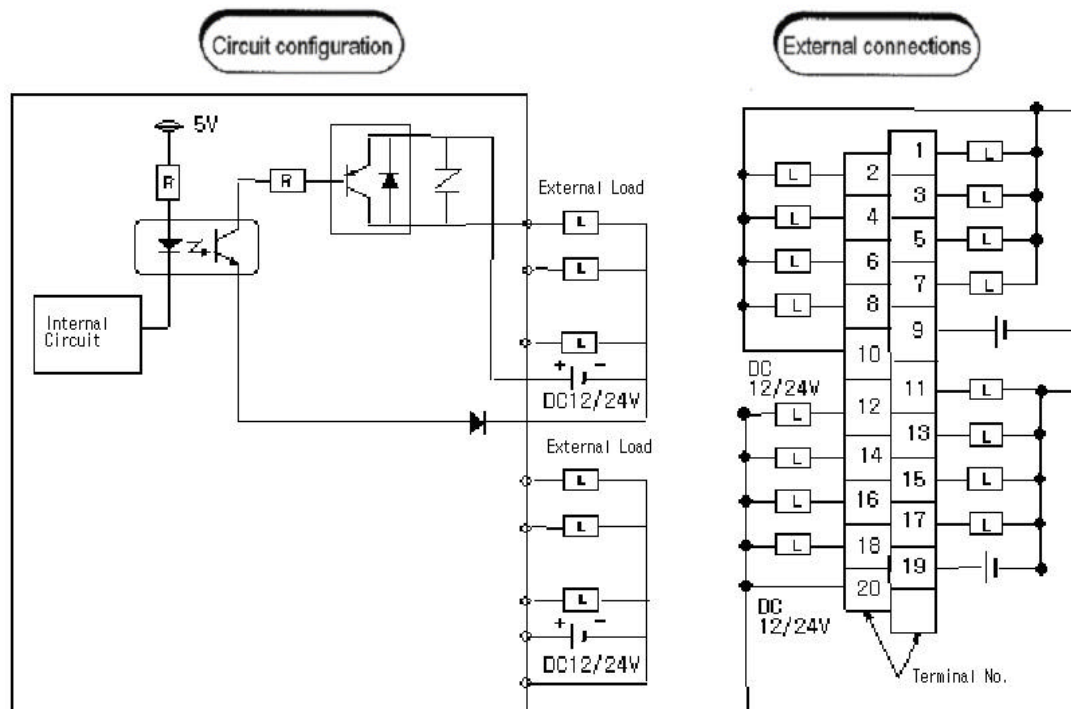 Circuit configuration
External connections
5V
R
R
External Load
L
L
L
+ -
DC12/24V
Internal
Circuit
External Load
L
L
L
+ -
DC12/24V
1
L
L
2
3
L
L
4
5
L
L
6
7
L
L
8
9
10
DC
12/24V
11
L
L
12
13
L
L
14
15
L
L
16
17
L
L
18
19
20
DC
12/24V
Terminal No.